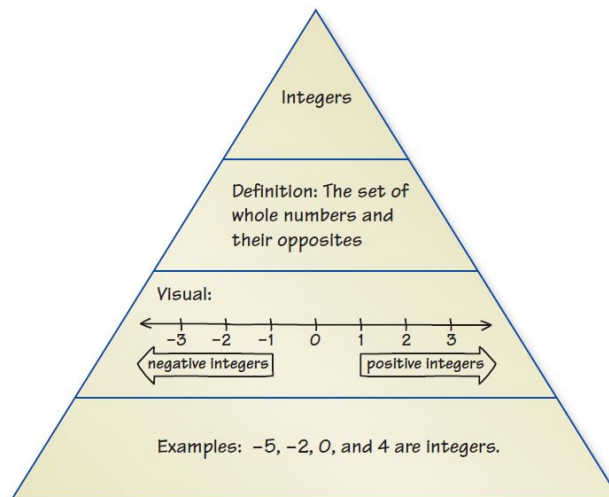 Integers
Definition: The set of
whole numbers and
their opposites
Visual:
−3 −2 −1 0 1 2 3
negative integers positive integers
Examples: −5, −2, 0, and 4 are integers.